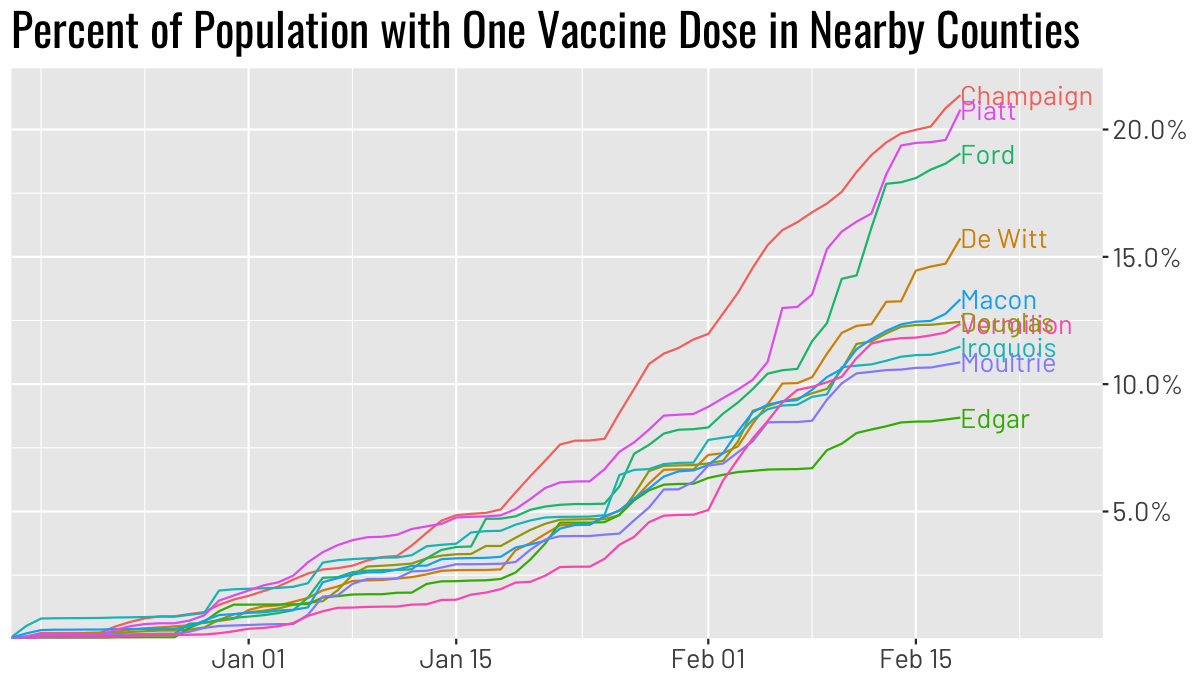 Percent of Population with One Vaccine Dose in Nearby Counties
Champaign
Piatt
20.0%
Ford
De Witt
15.0%
Macon
Douglas
Vermilion
Iroquois
Moultrie
10.0%
Edgar
5.0%
Jan 01
Jan 15
Feb 01
Feb 15